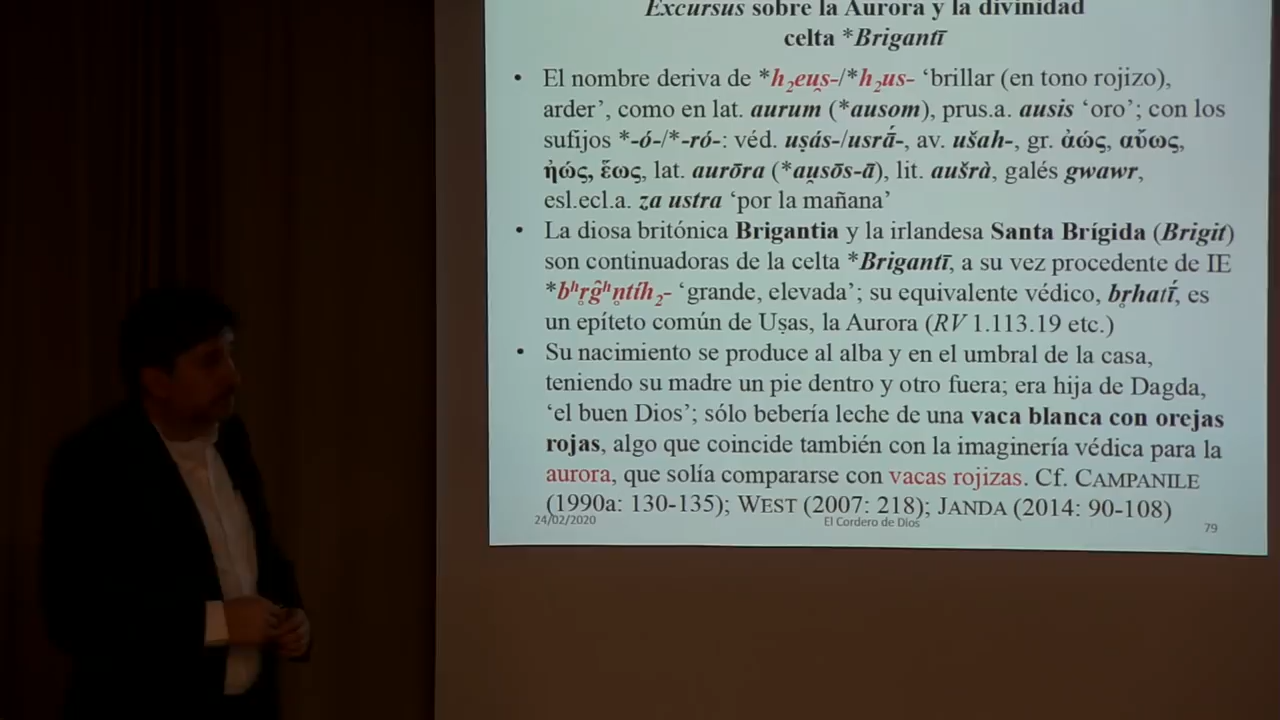 Excursus sobre la Aurora y la divinidad
celta *Brigantī
• El nombre deriva de *h₂eu̯s-/*h₂us- ‘brillar (en tono rojizo),
arder’, como en lat. aurum (*ausom), prus.a. ausis ‘oro’; con los
sufijos *-ó-/*-ró-: véd. uṣás-/usrā́-, av. ušah-, gr. ἀώς, αὔως,
ἠώς, ἕως, lat. aurōra (*au̯sōs-ā), lit. aušrà, galés gwawr,
esl.ecl.a. za ustra ‘por la mañana’
• La diosa britónica Brigantia y la irlandesa Santa Brígida (Brigit)
son continuadoras de la celta *Brigantī, a su vez procedente de IE
*bʰr̥ĝʰn̥tíh₂- ‘grande, elevada’; su equivalente védico, br̥hatī́, es
un epíteto común de Uṣas, la Aurora (RV 1.113.19 etc.)
• Su nacimiento se produce al alba y en el umbral de la casa,
teniendo su madre un pie dentro y otro fuera; era hija de Dagda,
‘el buen Dios’; sólo bebería leche de una vaca blanca con orejas
rojas, algo que coincide también con la imaginería védica para la
aurora, que solía compararse con vacas rojizas. Cf. CAMPANILE
(1990a: 130-135); WEST (2007: 218); JANDA (2014: 90-108)
24/02/2020 El Cordero de Dios 79